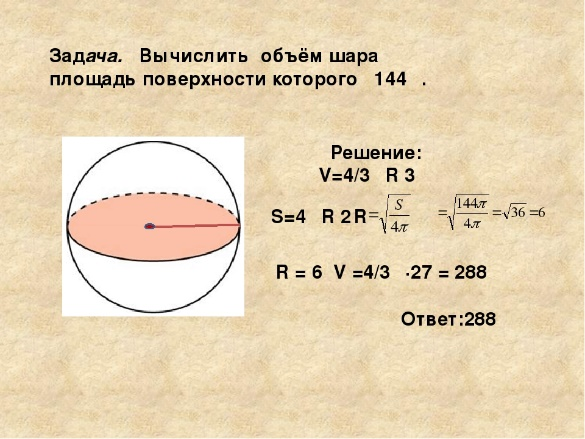 Задача. Вычислить объём шара
площадь поверхности которого 144 .
Решение:
V=4/3 R 3
S=4 R 2 R=√(S/4π) =√(144π/4π) =√36 =6
R = 6 V =4/3 ·27 = 288
Ответ:288